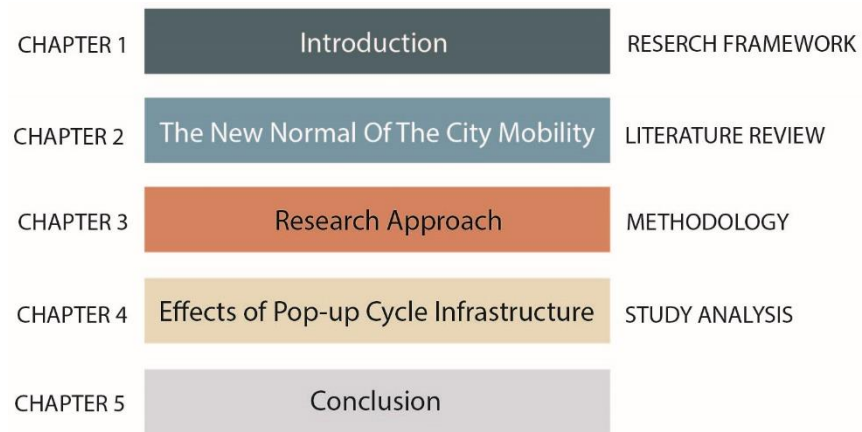 CHAPTER 1 Introduction RESERCH FRAMEWORK
CHAPTER 2 The New Normal Of The City Mobility LITERATURE REVIEW
CHAPTER 3 Research Approach METHODOLOGY
CHAPTER 4 Effects of Pop-up Cycle Infrastructure STUDY ANALYSIS
CHAPTER 5 Conclusion